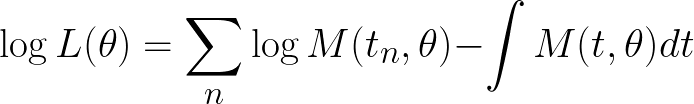 log L(θ) = ∑ₙ log M(tₙ, θ)−∫ M(t, θ)dt